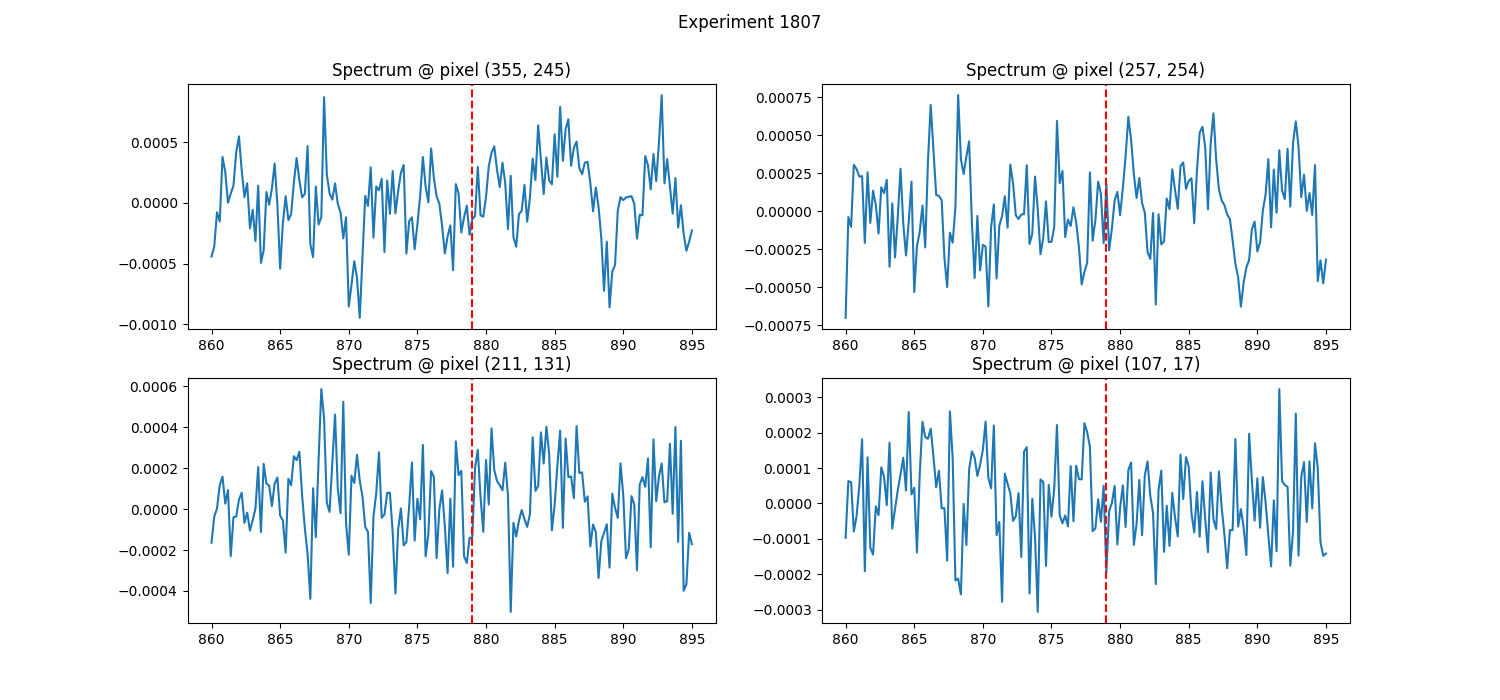 Experiment 1807
Spectrum @ pixel (355, 245)
0.0005
0.0000
−0.0005
−0.0010
860 865 870 875 880 885 890 895
Spectrum @ pixel (257, 254)
0.00075
0.00050
0.00025
0.00000
−0.00025
−0.00050
−0.00075
860 865 870 875 880 885 890 895
Spectrum @ pixel (211, 131)
0.0006
0.0004
0.0002
0.0000
−0.0002
−0.0004
860 865 870 875 880 885 890 895
Spectrum @ pixel (107, 17)
0.0003
0.0002
0.0001
0.0000
−0.0001
−0.0002
−0.0003
860 865 870 875 880 885 890 895